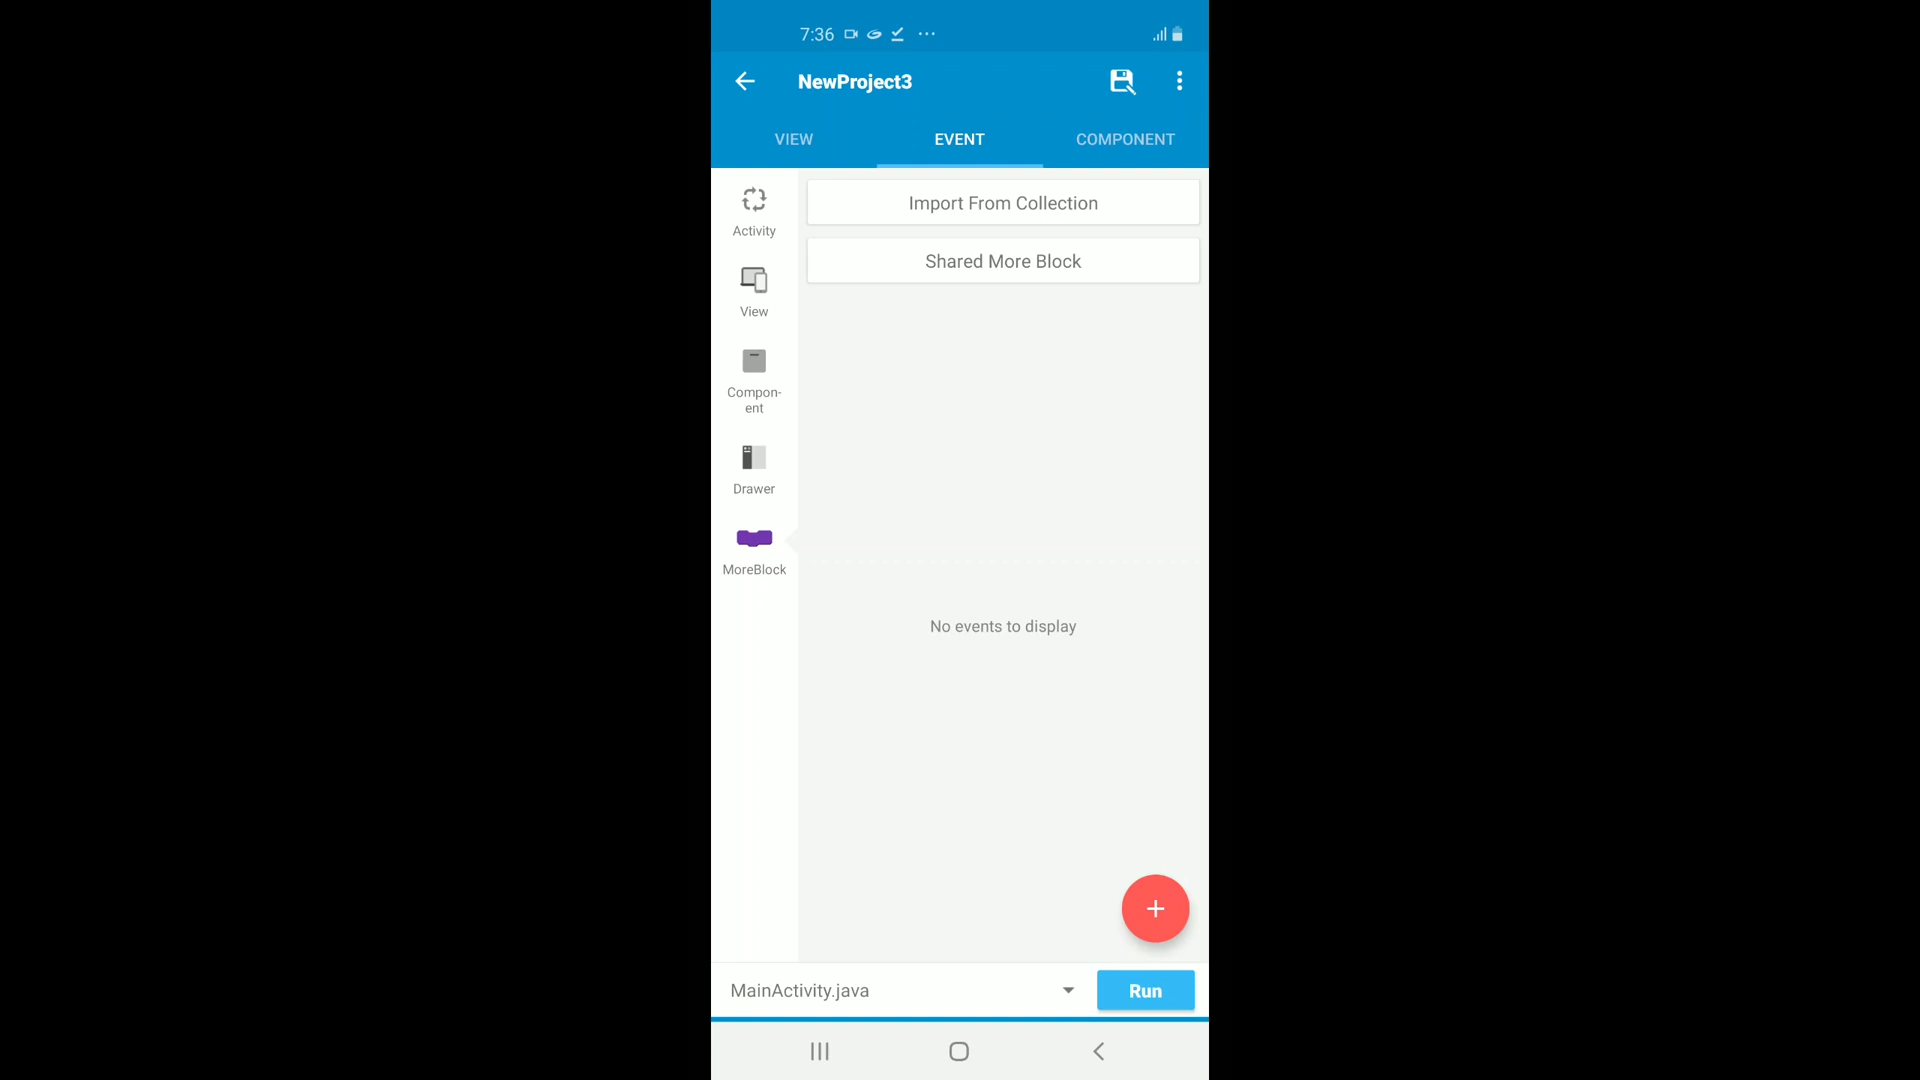 7:36
NewProject3
VIEW
EVENT
COMPONENT
Activity
View
Compon-
ent
Drawer
MoreBlock
Import From Collection
Shared More Block
No events to display
MainActivity.java
Run